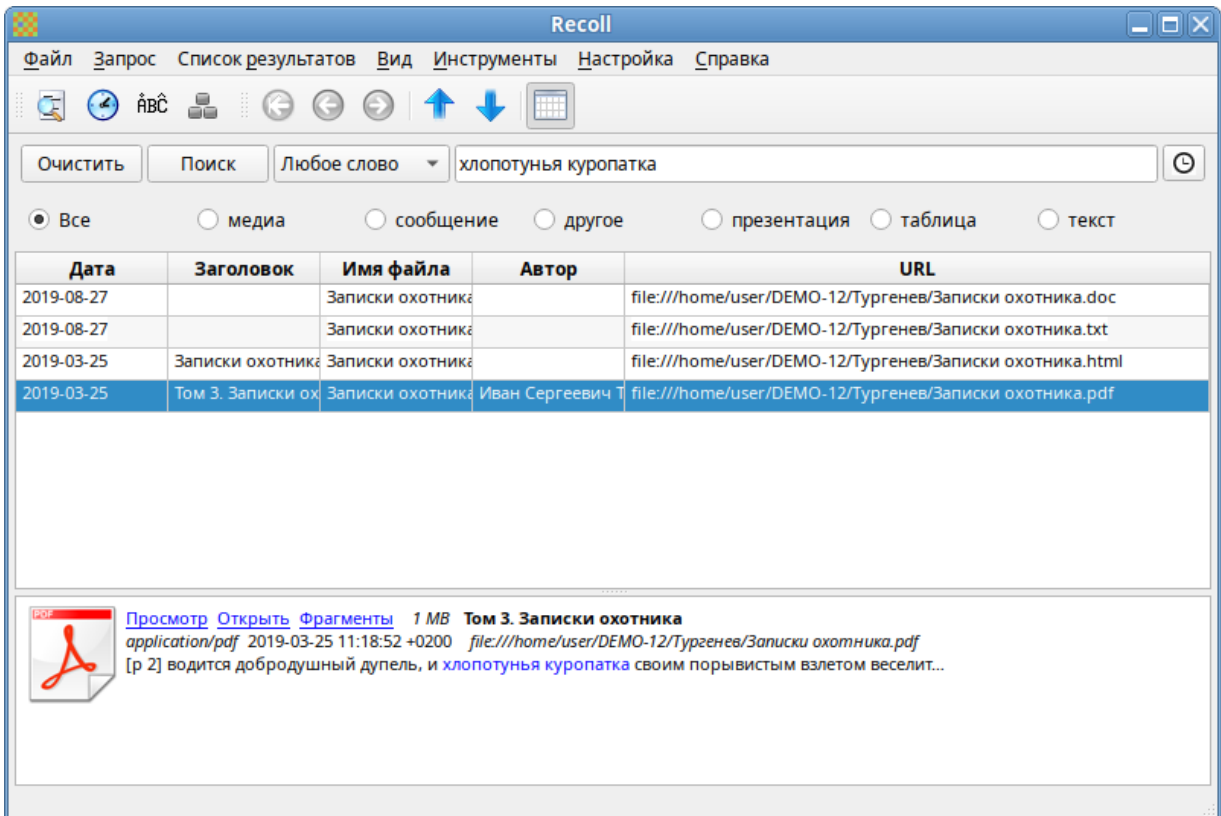 Recoll
Файл Запрос Список результатов Вид Инструменты Настройка Справка
ÂBĈ
Очистить Поиск Любое слово хлопотунья куропатка
Все медиа сообщение другое презентация таблица текст
Дата Заголовок Имя файла Автор URL
2019-08-27 Записки охотника file:///home/user/DEMO-12/Тургенев/Записки охотника.doc
2019-08-27 Записки охотника file:///home/user/DEMO-12/Тургенев/Записки охотника.txt
2019-03-25 Записки охотника Записки охотника file:///home/user/DEMO-12/Тургенев/Записки охотника.html
2019-03-25 Том 3. Записки ох Записки охотника Иван Сергеевич Т file:///home/user/DEMO-12/Тургенев/Записки охотника.pdf
PDF
Просмотр Открыть Фрагменты 1 MB Том 3. Записки охотника
application/pdf 2019-03-25 11:18:52 +0200 file:///home/user/DEMO-12/Тургенев/Записки охотника.pdf
[p 2] водится добродушный дупель, и хлопотунья куропатка своим порывистым взлетом веселит...